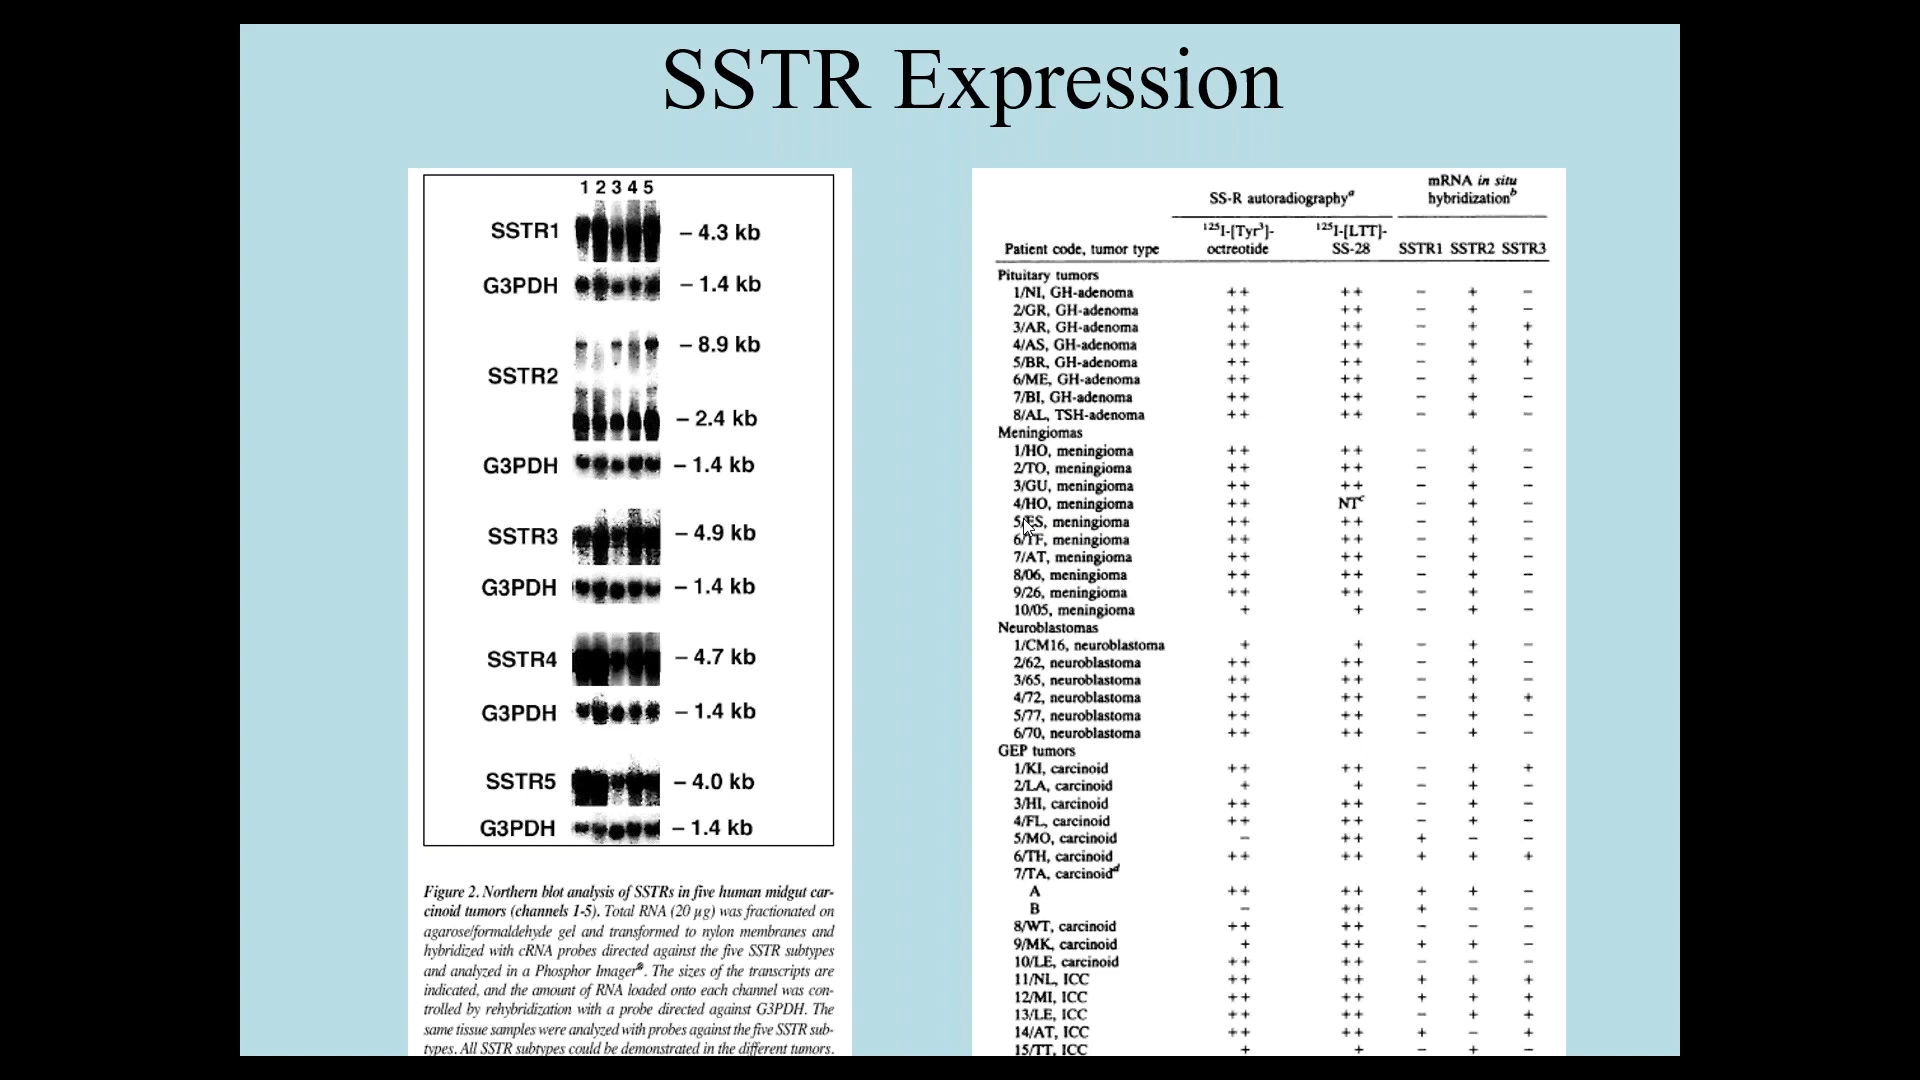 SSTR Expression
1 2 3 4 5
SSTR1 – 4.3 kb
G3PDH – 1.4 kb
– 8.9 kb
SSTR2
– 2.4 kb
G3PDH – 1.4 kb
SSTR3 – 4.9 kb
G3PDH – 1.4 kb
SSTR4 – 4.7 kb
G3PDH – 1.4 kb
SSTR5 – 4.0 kb
G3PDH – 1.4 kb
Figure 2. Northern blot analysis of SSTRs in five human midgut car-
cinoid tumors (channels 1-5). Total RNA (20 µg) was fractionated on
agarose/formaldehyde gel and transformed to nylon membranes and
hybridized with cRNA probes directed against the five SSTR subtypes
and analyzed in a Phosphor Imager®. The sizes of the transcripts are
indicated, and the amount of RNA loaded onto each channel was con-
trolled by rehybridization with a probe directed against G3PDH. The
same tissue samples were analyzed with probes against the five SSTR sub-
types. All SSTR subtypes could be demonstrated in the different tumors.
mRNA in situ
SS-R autoradiography^a hybridization^b
125I-[Tyr3]- 125I-[LTT]-
Patient code, tumor type octreotide SS-28 SSTR1 SSTR2 SSTR3
Pituitary tumors
1/NI, GH-adenoma ++ ++ − + −
2/GR, GH-adenoma ++ ++ − + −
3/AR, GH-adenoma ++ ++ − + +
4/AS, GH-adenoma ++ ++ − + +
5/BR, GH-adenoma ++ ++ − + +
6/ME, GH-adenoma ++ ++ − + −
7/BI, GH-adenoma ++ ++ − + −
8/AL, TSH-adenoma ++ ++ − + −
Meningiomas
1/HO, meningioma ++ ++ − + −
2/TO, meningioma ++ ++ − + −
3/GU, meningioma ++ ++ − + −
4/HO, meningioma ++ NT^c − + −
5/ES, meningioma ++ ++ − + −
6/TF, meningioma ++ ++ − + −
7/AT, meningioma ++ ++ − + −
8/06, meningioma ++ ++ − + −
9/26, meningioma ++ ++ − + −
10/05, meningioma + + − + −
Neuroblastomas
1/CM16, neuroblastoma + + − + −
2/62, neuroblastoma ++ ++ − + −
3/65, neuroblastoma ++ ++ − + −
4/72, neuroblastoma ++ ++ − + +
5/77, neuroblastoma ++ ++ − + −
6/70, neuroblastoma ++ ++ − + −
GEP tumors
1/KI, carcinoid ++ ++ − + +
2/LA, carcinoid + + − + −
3/HI, carcinoid ++ ++ − + −
4/FL, carcinoid ++ ++ − + −
5/MO, carcinoid − ++ + − −
6/TH, carcinoid ++ ++ + + +
7/TA, carcinoid^d
A ++ ++ + + −
B − ++ + − −
8/WT, carcinoid ++ ++ − − −
9/MK, carcinoid + ++ + + −
10/LE, carcinoid ++ ++ − − −
11/NL, ICC ++ ++ + + +
12/MI, ICC ++ ++ + + +
13/LE, ICC ++ ++ − + +
14/AT, ICC ++ ++ + − +
15/TT, ICC + + − + −